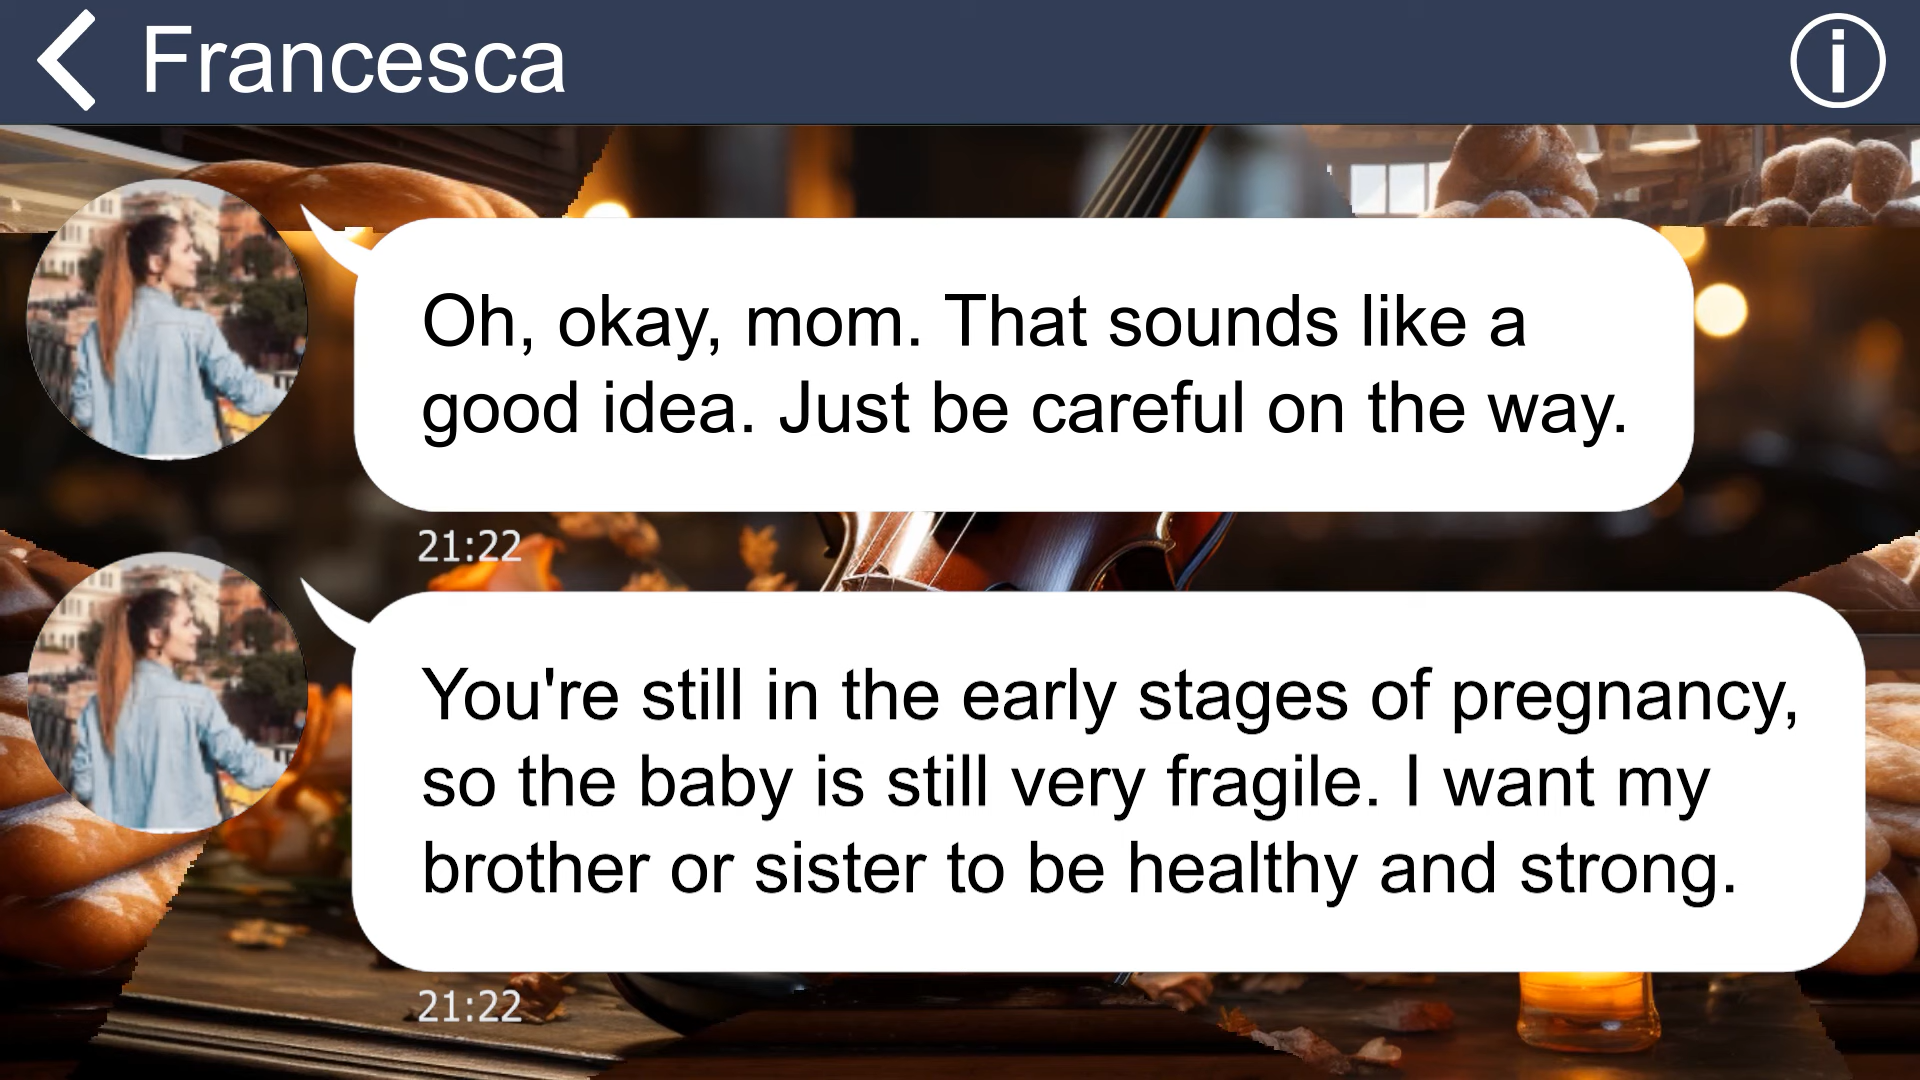 Francesca
Oh, okay, mom. That sounds like a
good idea. Just be careful on the way.
21:22
You're still in the early stages of pregnancy,
so the baby is still very fragile. I want my
brother or sister to be healthy and strong.
21:22